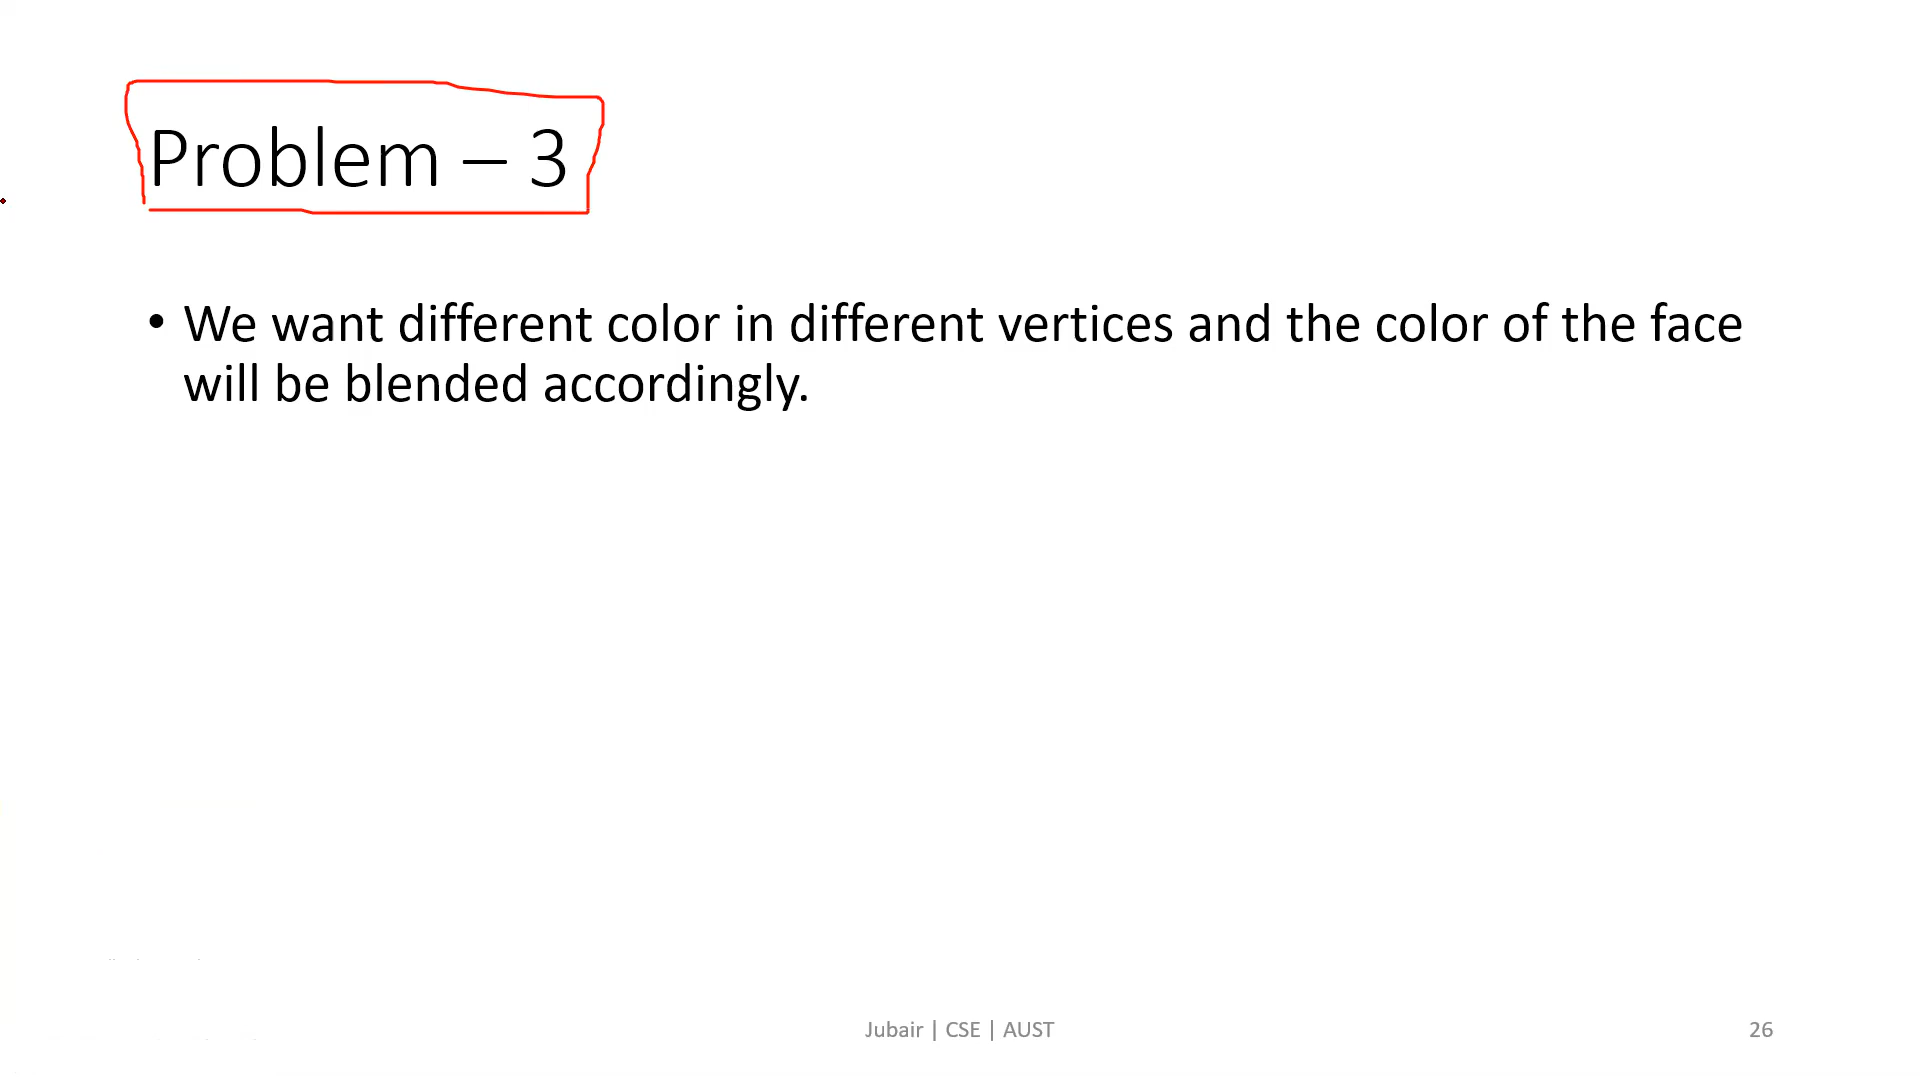 Problem – 3
• We want different color in different vertices and the color of the face
will be blended accordingly.
Jubair | CSE | AUST
26